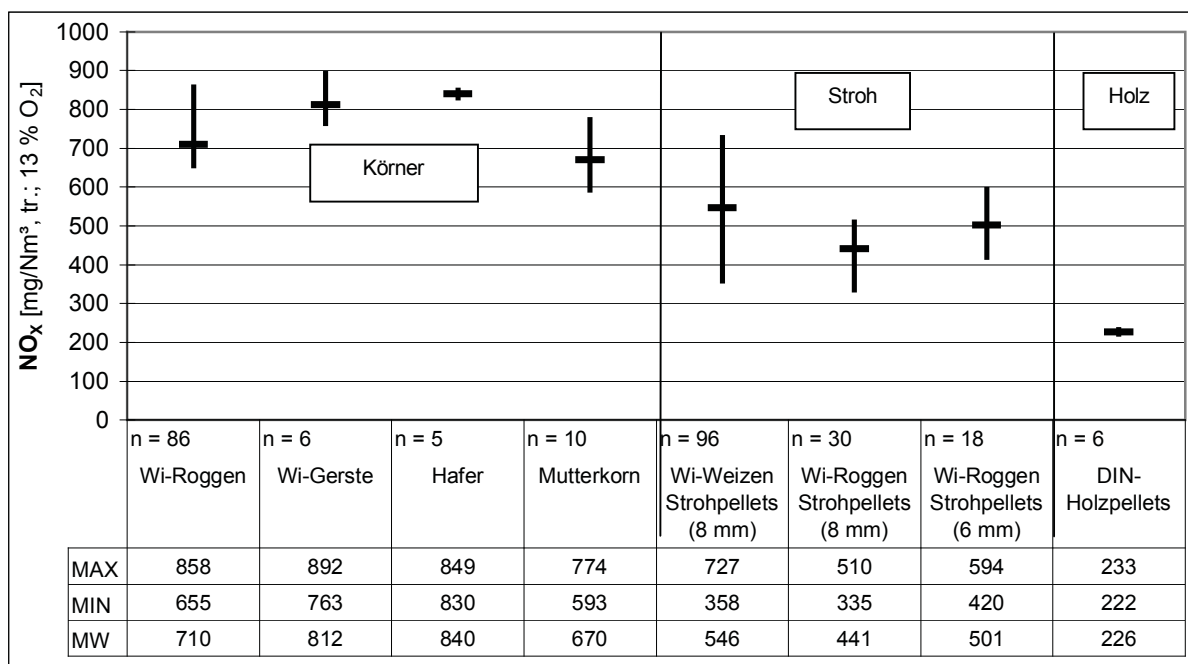 NOX [mg/Nm³, tr.; 13 % O2]
1000
900
800
700
600
500
400
300
200
100
0
Körner
Stroh
Holz
n = 86 n = 6 n = 5 n = 10 n = 96 n = 30 n = 18 n = 6
Wi-Roggen Wi-Gerste Hafer Mutterkorn Wi-Weizen Wi-Roggen Wi-Roggen DIN-
Strohpellets Strohpellets Strohpellets Holzpellets
(8 mm) (8 mm) (6 mm)
MAX 858 892 849 774 727 510 594 233
MIN 655 763 830 593 358 335 420 222
MW 710 812 840 670 546 441 501 226